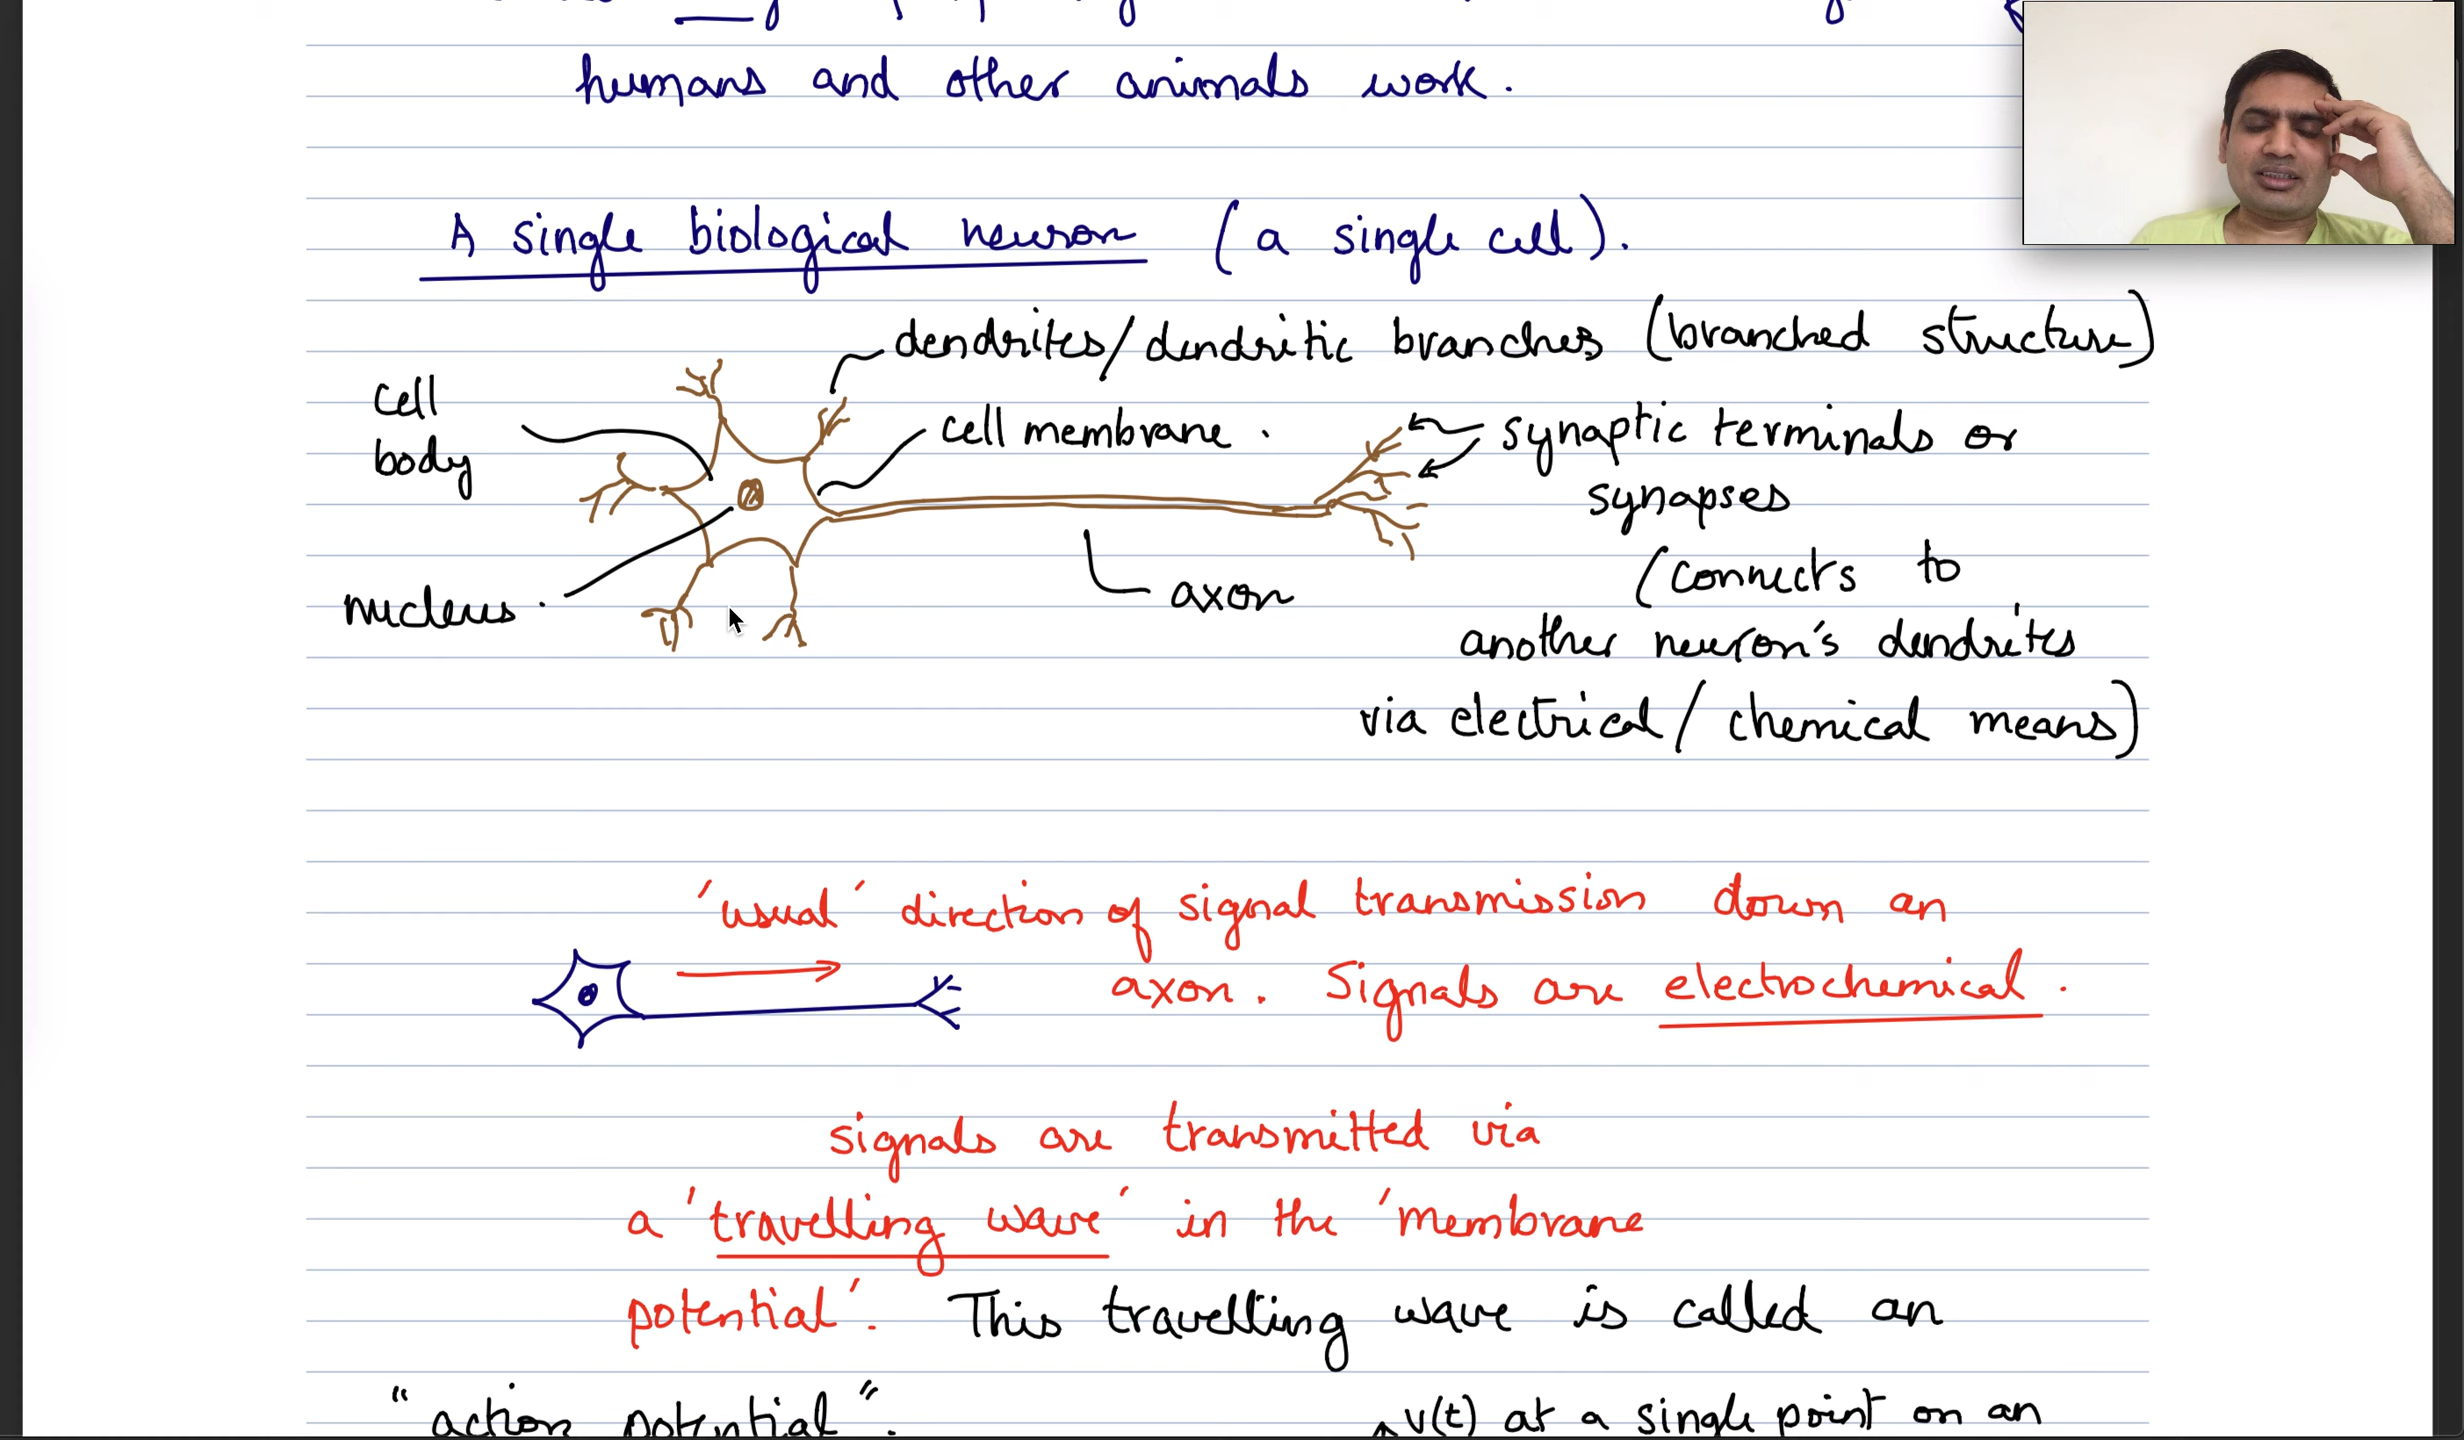 humans and other animals work.
A single biological neuron (a single cell).
dendrites/dendritic branches (branched structure)
cell
body
cell membrane.
synaptic terminals or
synapses
nucleus.
axon
(connects to
another neuron's dendrites
via electrical/chemical means)
'usual' direction of signal transmission down an
axon. Signals are electrochemical.
signals are transmitted via
a 'travelling wave' in the 'membrane
potential'. This travelling wave is called an
"action potential".
v(t) at a single point on an